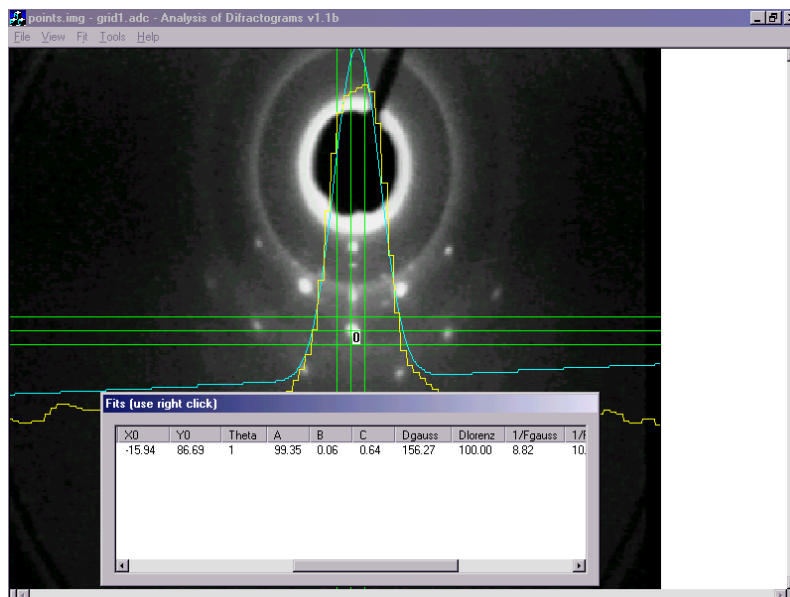 points.img - grid1.adc - Analysis of Difractograms v1.1b
File View Fit Tools Help
0
Fits (use right click)
X0 Y0 Theta A B C Dgauss Dlorenz 1/Fgauss 1/F
-15.94 86.69 1 99.35 0.06 0.64 156.27 100.00 8.82 10.